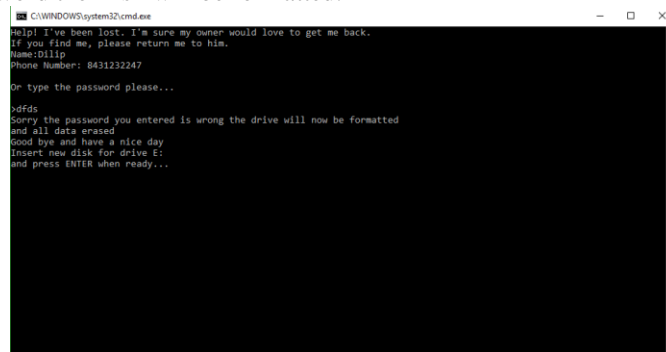 C:\WINDOWS\system32\cmd.exe
Help! I've been lost. I'm sure my owner would love to get me back.
If you find me, please return me to him.
Name:Dilip
Phone Number: 8431232247
Or type the password please...
>dfds
Sorry the password you entered is wrong the drive will now be formatted
and all data erased
Good bye and have a nice day
Insert new disk for drive E:
and press ENTER when ready...